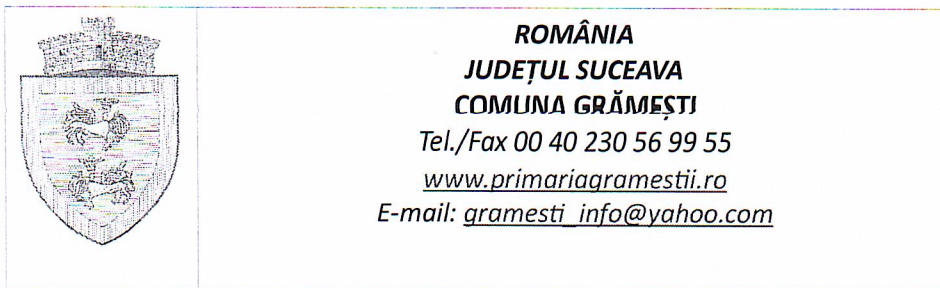 ROMÂNIA
JUDEȚUL SUCEAVA
COMUNA GRĂMEȘTI
Tel./Fax 00 40 230 56 99 55
www.primariagramestii.ro
E-mail: gramesti_info@yahoo.com